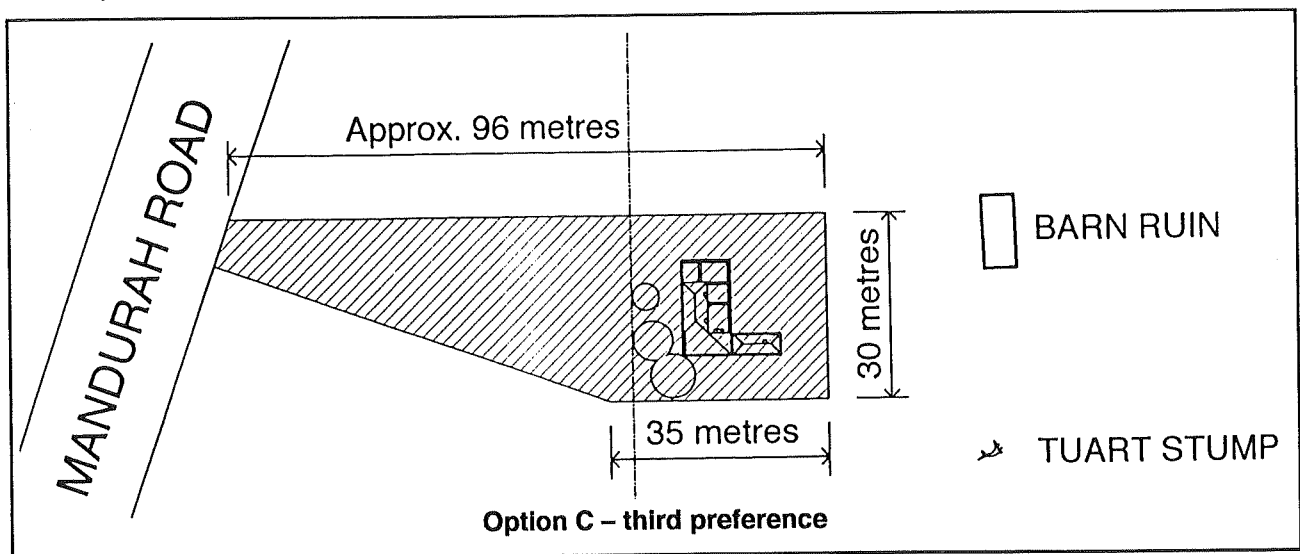 MANDURAH ROAD
Approx. 96 metres
BARN RUIN
30 metres
35 metres
TUART STUMP
Option C – third preference